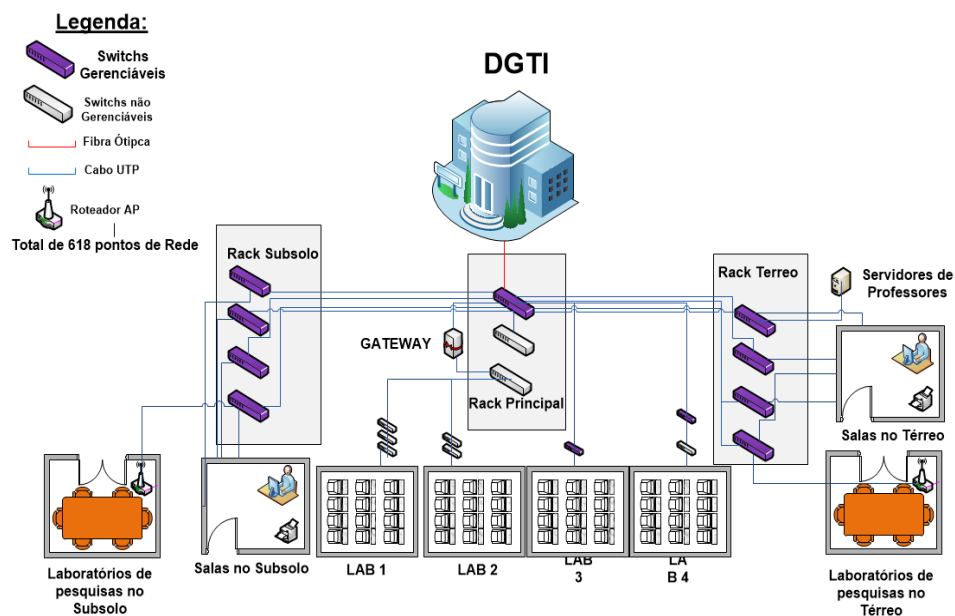 Legenda:
Switchs
Gerenciáveis
Switchs não
Gerenciáveis
Fibra Ótipca
Cabo UTP
Roteador AP
Total de 618 pontos de Rede
DGTI
Rack Subsolo
Rack Terreo
Servidores de
Professores
GATEWAY
Rack Principal
Salas no Térreo
Laboratórios de
pesquisas no
Subsolo
Salas no Subsolo
LAB 1
LAB 2
LAB
3
LA
B 4
Laboratórios de
pesquisas no
Térreo